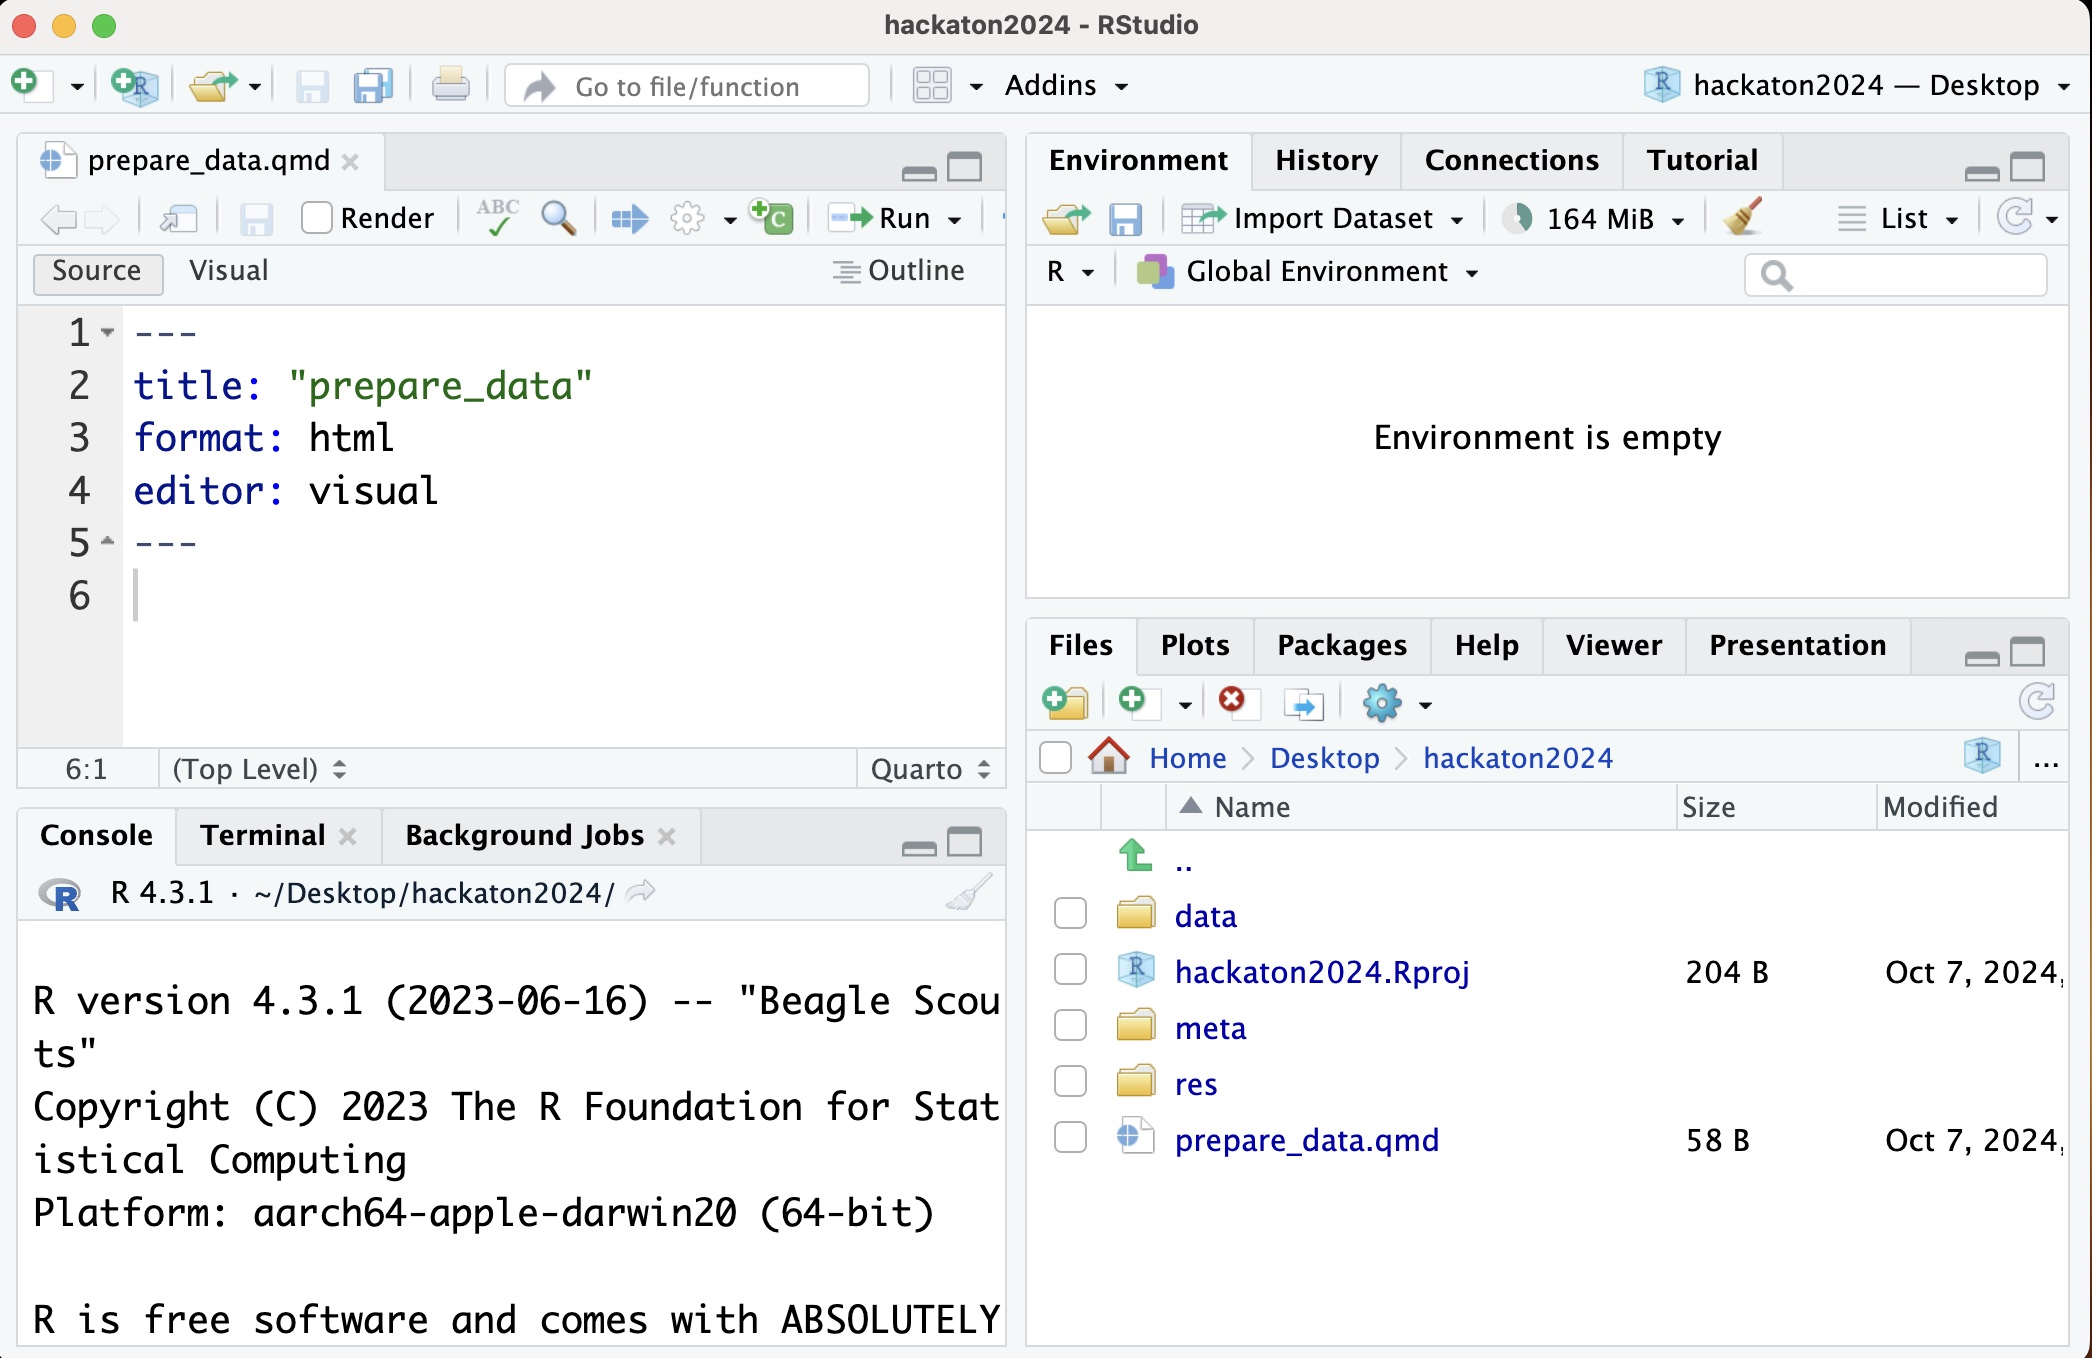 hackaton2024 - RStudio
Go to file/function
Addins
hackaton2024 — Desktop
prepare_data.qmd
Render
ABC
Run
Source
Visual
Outline
1
---
2
title: "prepare_data"
3
format: html
4
editor: visual
5
---
6
6:1
(Top Level)
Quarto
Console
Terminal
Background Jobs
R 4.3.1 · ~/Desktop/hackaton2024/
R version 4.3.1 (2023-06-16) -- "Beagle Scou
ts"
Copyright (C) 2023 The R Foundation for Stat
istical Computing
Platform: aarch64-apple-darwin20 (64-bit)
R is free software and comes with ABSOLUTELY
Environment
History
Connections
Tutorial
Import Dataset
164 MiB
List
R
Global Environment
Environment is empty
Files
Plots
Packages
Help
Viewer
Presentation
Home
Desktop
hackaton2024
...
Name
Size
Modified
..
data
hackaton2024.Rproj
204 B
Oct 7, 2024,
meta
res
prepare_data.qmd
58 B
Oct 7, 2024,